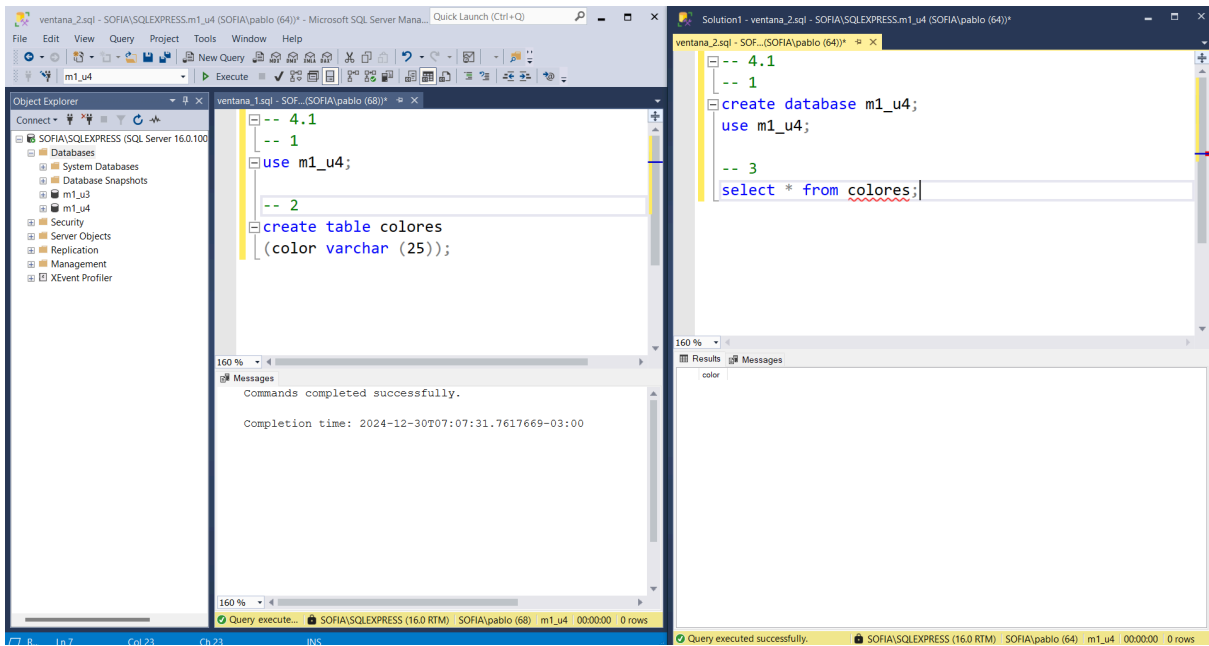 ventana_2.sql - SOFIA\SQLEXPRESS.m1_u4 (SOFIA\pablo (64))* - Microsoft SQL Server Mana...
Quick Launch (Ctrl+Q)
File Edit View Query Project Tools Window Help
New Query
m1_u4
Execute
Object Explorer
Connect
SOFIA\SQLEXPRESS (SQL Server 16.0.100
Databases
System Databases
Database Snapshots
m1_u3
m1_u4
Security
Server Objects
Replication
Management
XEvent Profiler
ventana_1.sql - SOF...(SOFIA\pablo (68))*
-- 4.1
-- 1
use m1_u4;
-- 2
create table colores
(color varchar (25));
160 %
Messages
Commands completed successfully.
Completion time: 2024-12-30T07:07:31.7617669-03:00
160 %
Query execute... SOFIA\SQLEXPRESS (16.0 RTM) SOFIA\pablo (68) m1_u4 00:00:00 0 rows
R... Ln 7 Col 23 Ch 23 INS
Solution1 - ventana_2.sql - SOFIA\SQLEXPRESS.m1_u4 (SOFIA\pablo (64))*
ventana_2.sql - SOF...(SOFIA\pablo (64))*
-- 4.1
-- 1
create database m1_u4;
use m1_u4;
-- 3
select * from colores;
160 %
Results Messages
color
Query executed successfully. SOFIA\SQLEXPRESS (16.0 RTM) SOFIA\pablo (64) m1_u4 00:00:00 0 rows